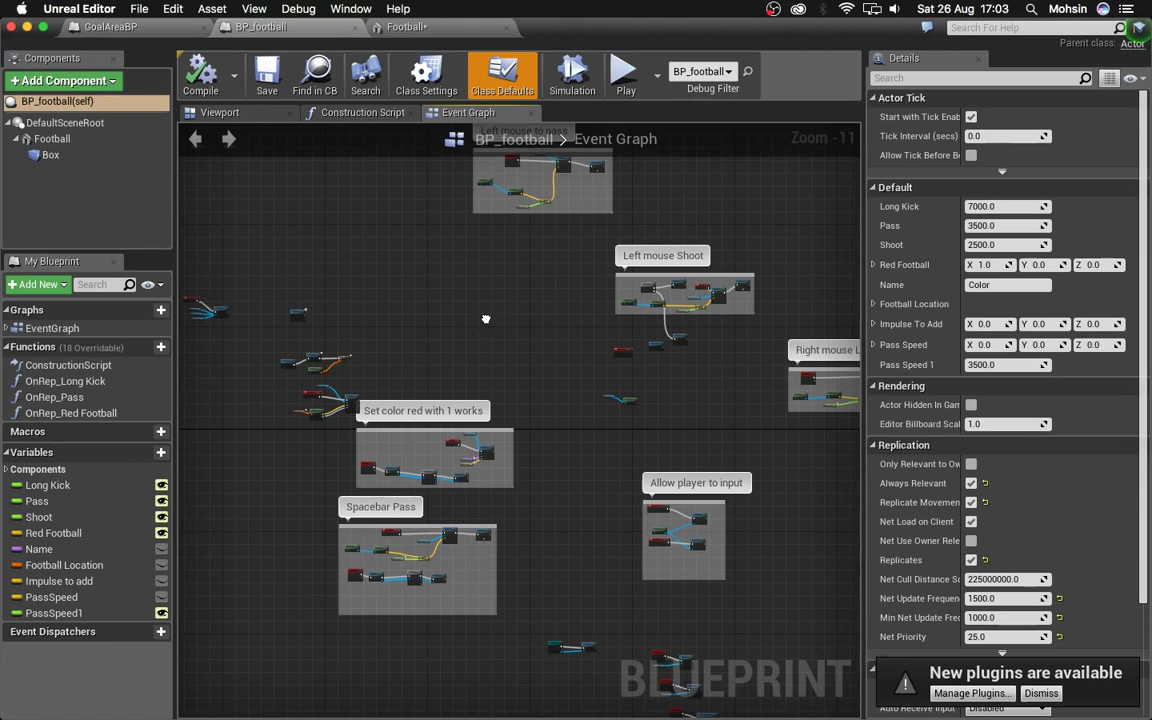 Unreal Editor File Edit Asset View Debug Window Help Sat 26 Aug 17:03 Mohsin
GoalAreaBP BP_football Football*
Search For Help
Parent class: Actor
Components
+Add Component
BP_football(self)
DefaultSceneRoot
Football
Box
My Blueprint
+Add New Search
Graphs
EventGraph
Functions (18 Overridable)
ConstructionScript
OnRep_Long Kick
OnRep_Pass
OnRep_Red Football
Macros
Variables
Components
Long Kick
Pass
Shoot
Red Football
Name
Football Location
Impulse to add
PassSpeed
PassSpeed1
Event Dispatchers
Compile Save Find in CB Search Class Settings Class Defaults Simulation Play
BP_football
Debug Filter
Viewport Construction Script Event Graph
BP_football > Event Graph
Zoom -11
Left mouse to pass
Left mouse Shoot
Right mouse L
Set color red with 1 works
Spacebar Pass
Allow player to input
BLUEPRINT
Details
Search
Actor Tick
Start with Tick Enab
Tick Interval (secs) 0.0
Allow Tick Before B
Default
Long Kick 7000.0
Pass 3500.0
Shoot 2500.0
Red Football X 1.0 Y 0.0 Z 0.0
Name Color
Football Location
Impulse To Add X 0.0 Y 0.0 Z 0.0
Pass Speed X 0.0 Y 0.0 Z 0.0
Pass Speed 1 3500.0
Rendering
Actor Hidden In Gam
Editor Billboard Scal 1.0
Replication
Only Relevant to Ow
Always Relevant
Replicate Movemen
Net Load on Client
Net Use Owner Rele
Replicates
Net Cull Distance Sq 225000000.0
Net Update Frequen 1500.0
Min Net Update Fred 1000.0
Net Priority 25.0
New plugins are available
Manage Plugins... Dismiss